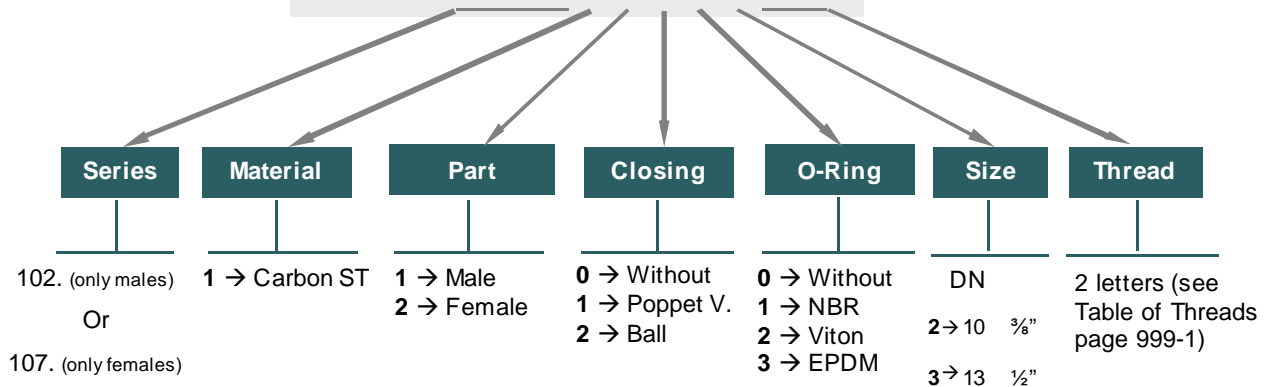 Series
Material
Part
Closing
O-Ring
Size
Thread
102. (only males)
Or
107. (only females)
1 → Carbon ST
1 → Male
2 → Female
0 → Without
1 → Poppet V.
2 → Ball
0 → Without
1 → NBR
2 → Viton
3 → EPDM
DN
2 → 10 ⅜”
3 → 13 ½”
2 letters (see
Table of Threads
page 999-1)